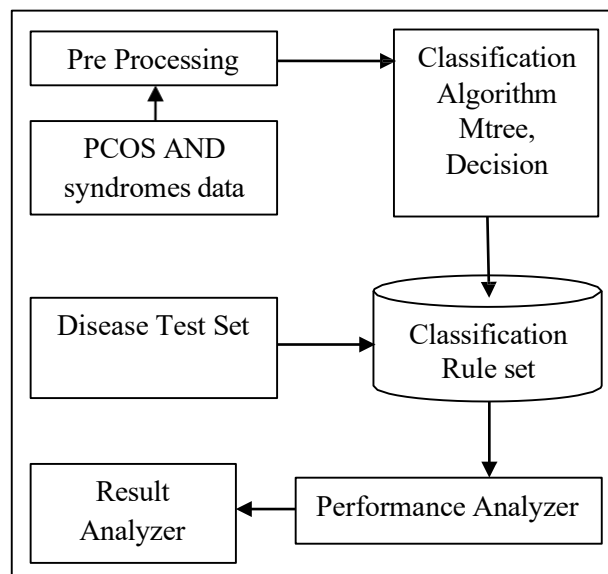 Pre Processing
Classification
Algorithm
Mtree,
Decision
PCOS AND
syndromes data
Disease Test Set
Classification
Rule set
Result
Analyzer
Performance Analyzer